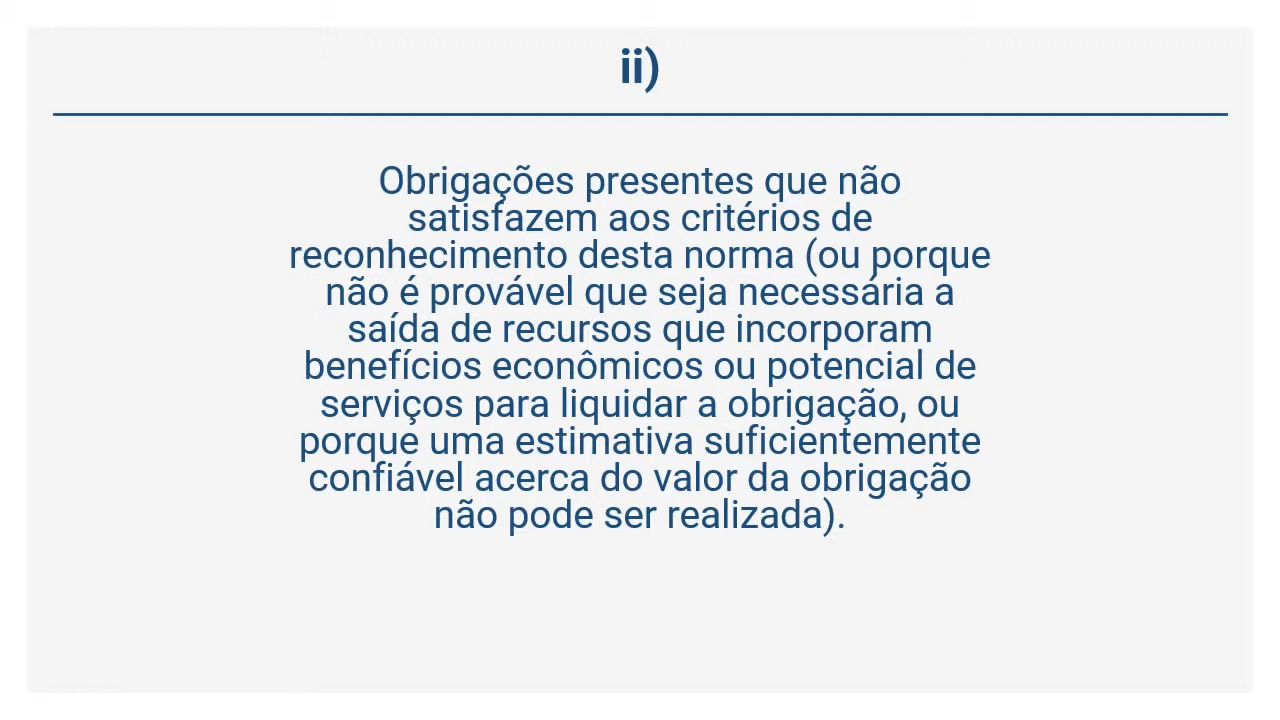 ii)
Obrigações presentes que não
satisfazem aos critérios de
reconhecimento desta norma (ou porque
não é provável que seja necessária a
saída de recursos que incorporam
benefícios econômicos ou potencial de
serviços para liquidar a obrigação, ou
porque uma estimativa suficientemente
confiável acerca do valor da obrigação
não pode ser realizada).